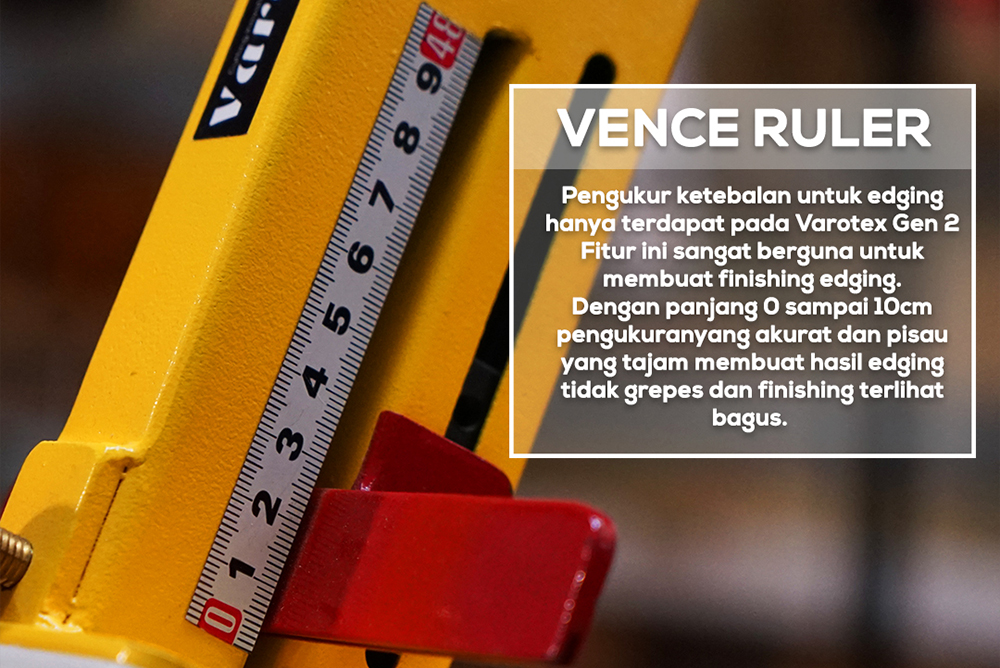 var
48
9
8
7
6
5
4
3
2
1
0
VENCE RULER
Pengukur ketebalan untuk edging
hanya terdapat pada Varotex Gen 2
Fitur ini sangat berguna untuk
membuat finishing edging.
Dengan panjang 0 sampai 10cm
pengukuranyang akurat dan pisau
yang tajam membuat hasil edging
tidak grepes dan finishing terlihat
bagus.